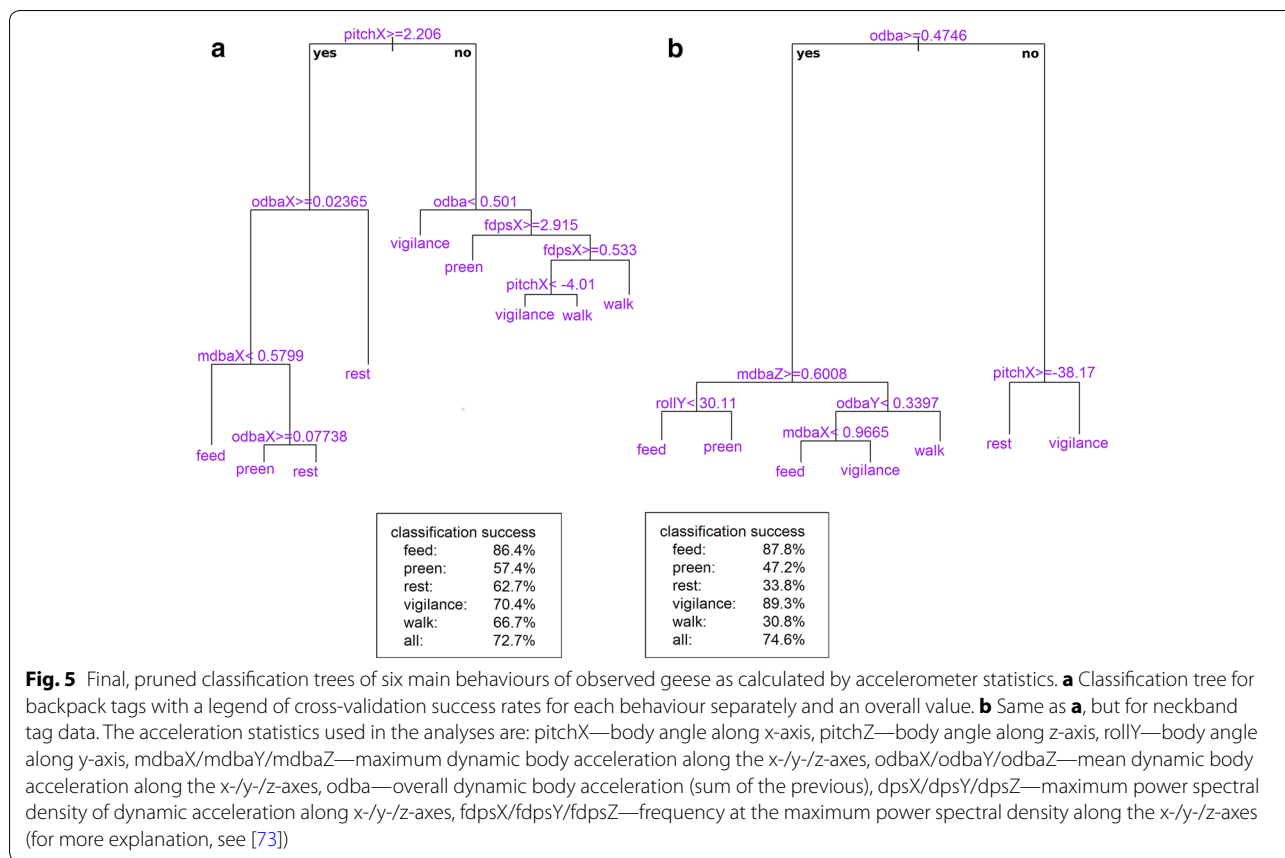 a
pitchX>=2.206
yes
no
odbaX>=0.02365
odba< 0.501
vigilance
fdpsX>=2.915
preen
fdpsX>=0.533
pitchX< -4.01
walk
vigilance
walk
mdbaX< 0.5799
rest
feed
odbaX>=0.07738
preen
rest
b
odba>=0.4746
yes
no
mdbaZ>=0.6008
pitchX>=-38.17
rollY< 30.11
odbaY< 0.3397
feed
preen
mdbaX< 0.9665
walk
rest
vigilance
feed
vigilance
classification success
feed: 86.4%
preen: 57.4%
rest: 62.7%
vigilance: 70.4%
walk: 66.7%
all: 72.7%
classification success
feed: 87.8%
preen: 47.2%
rest: 33.8%
vigilance: 89.3%
walk: 30.8%
all: 74.6%
Fig. 5 Final, pruned classification trees of six main behaviours of observed geese as calculated by accelerometer statistics. a Classification tree for
backpack tags with a legend of cross-validation success rates for each behaviour separately and an overall value. b Same as a, but for neckband
tag data. The acceleration statistics used in the analyses are: pitchX—body angle along x-axis, pitchZ—body angle along z-axis, rollY—body angle
along y-axis, mdbaX/mdbaY/mdbaZ—maximum dynamic body acceleration along the x-/y-/z-axes, odbaX/odbaY/odbaZ—mean dynamic body
acceleration along the x-/y-/z-axes, odba—overall dynamic body acceleration (sum of the previous), dpsX/dpsY/dpsZ—maximum power spectral
density of dynamic acceleration along x-/y-/z-axes, fdpsX/fdpsY/fdpsZ—frequency at the maximum power spectral density along the x-/y-/z-axes
(for more explanation, see [73])